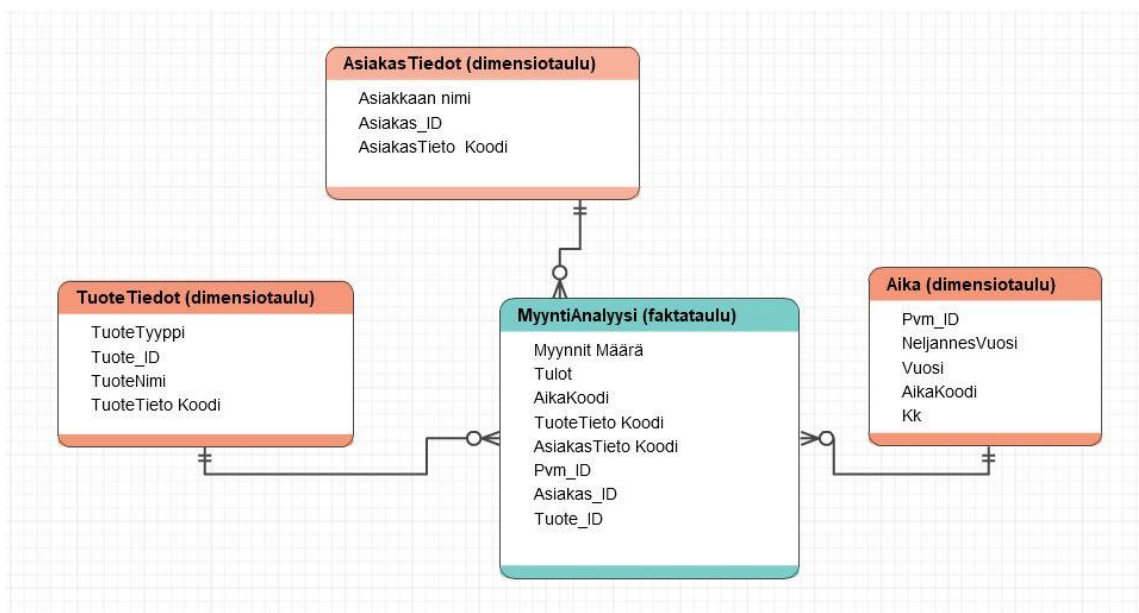 AsiakasTiedot (dimensiotaulu)
Asiakkaan nimi
Asiakas_ID
AsiakasTieto Koodi
TuoteTiedot (dimensiotaulu)
TuoteTyyppi
Tuote_ID
TuoteNimi
TuoteTieto Koodi
MyyntiAnalyysi (faktataulu)
Myynnit Määrä
Tulot
AikaKoodi
TuoteTieto Koodi
AsiakasTieto Koodi
Pvm_ID
Asiakas_ID
Tuote_ID
Aika (dimensiotaulu)
Pvm_ID
NeljannesVuosi
Vuosi
AikaKoodi
Kk